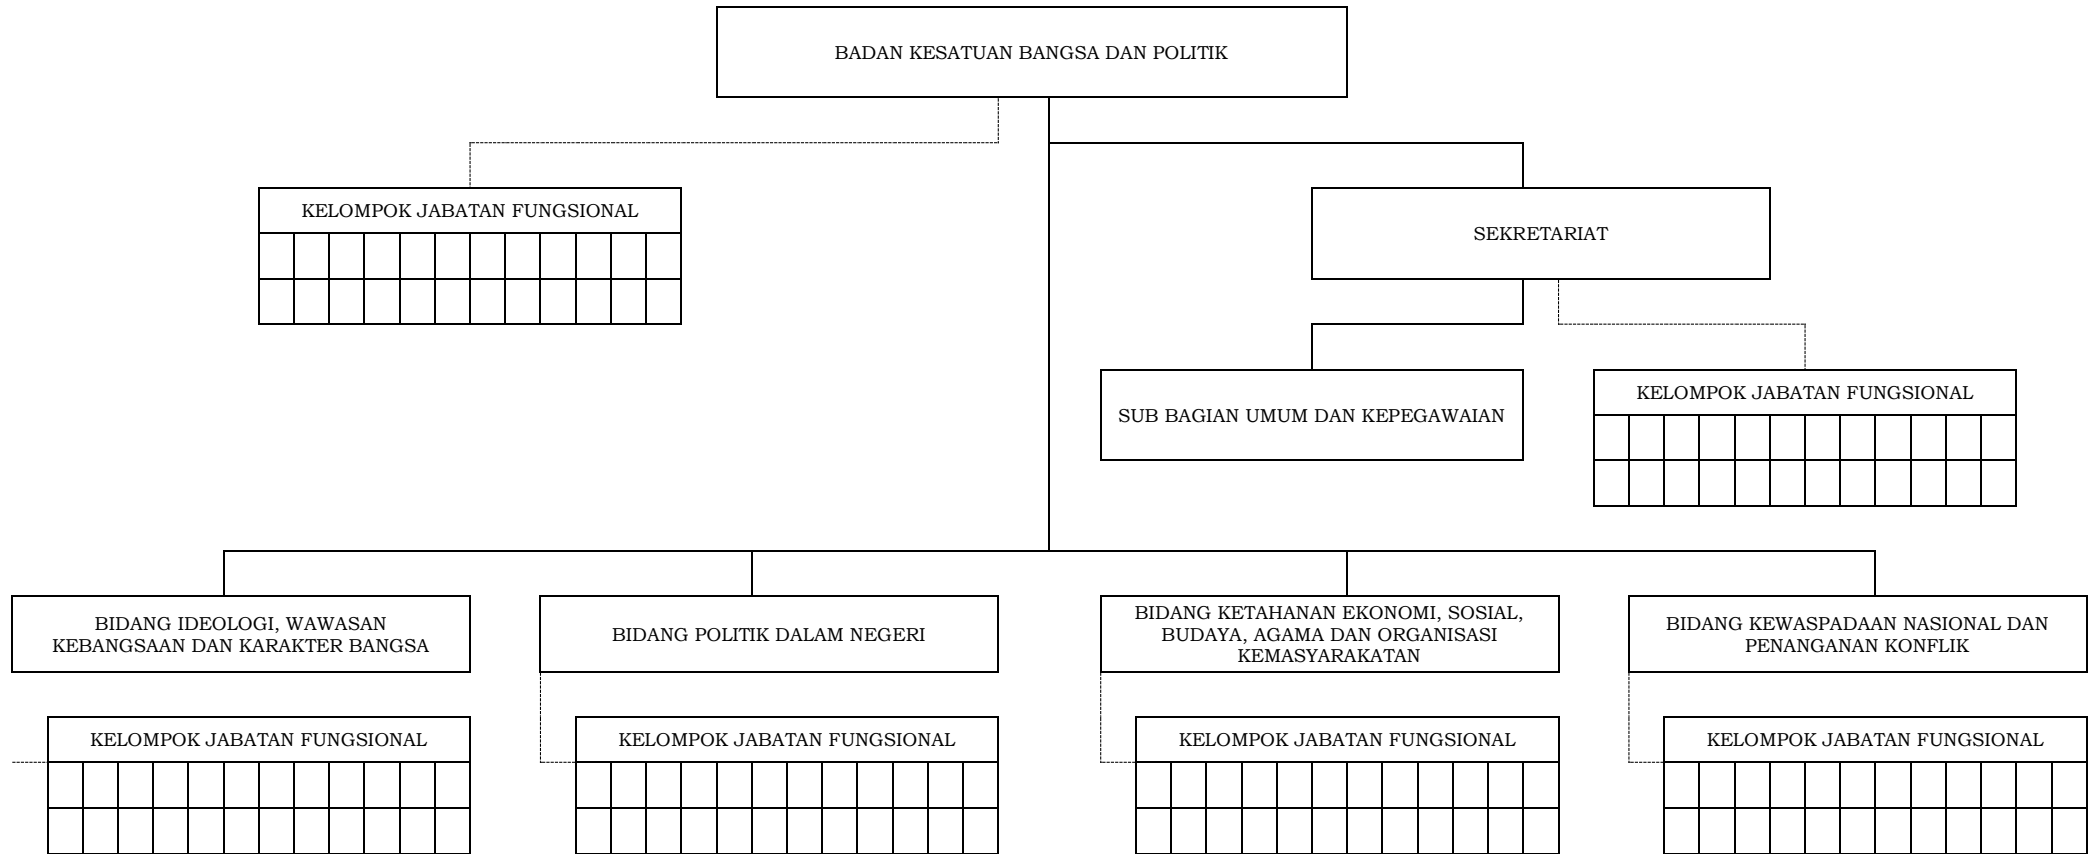 BADAN KESATUAN BANGSA DAN POLITIK
KELOMPOK JABATAN FUNGSIONAL
SEKRETARIAT
SUB BAGIAN UMUM DAN KEPEGAWAIAN
KELOMPOK JABATAN FUNGSIONAL
BIDANG IDEOLOGI, WAWASAN
KEBANGSAAN DAN KARAKTER BANGSA
BIDANG POLITIK DALAM NEGERI
BIDANG KETAHANAN EKONOMI, SOSIAL,
BUDAYA, AGAMA DAN ORGANISASI
KEMASYARAKATAN
BIDANG KEWASPADAAN NASIONAL DAN
PENANGANAN KONFLIK
KELOMPOK JABATAN FUNGSIONAL
KELOMPOK JABATAN FUNGSIONAL
KELOMPOK JABATAN FUNGSIONAL
KELOMPOK JABATAN FUNGSIONAL